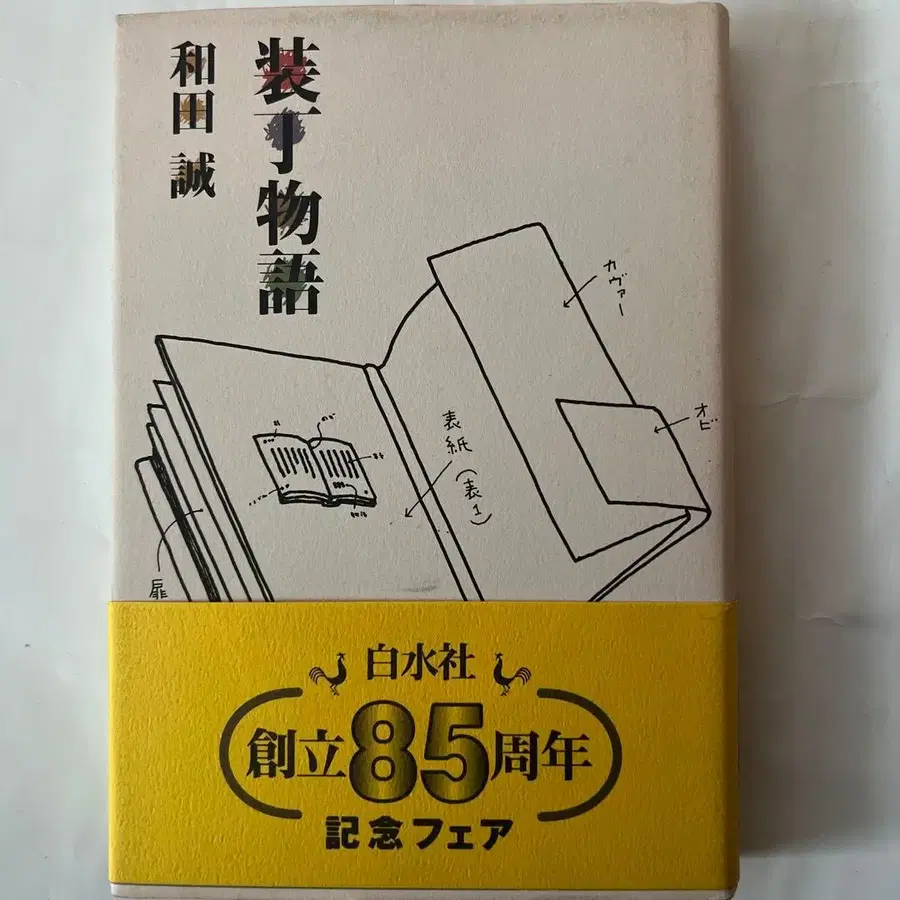 装丁物語
和田 誠
カヴァー
オビ
表紙(表1)
扉
白水社
創立85周年
記念フェア